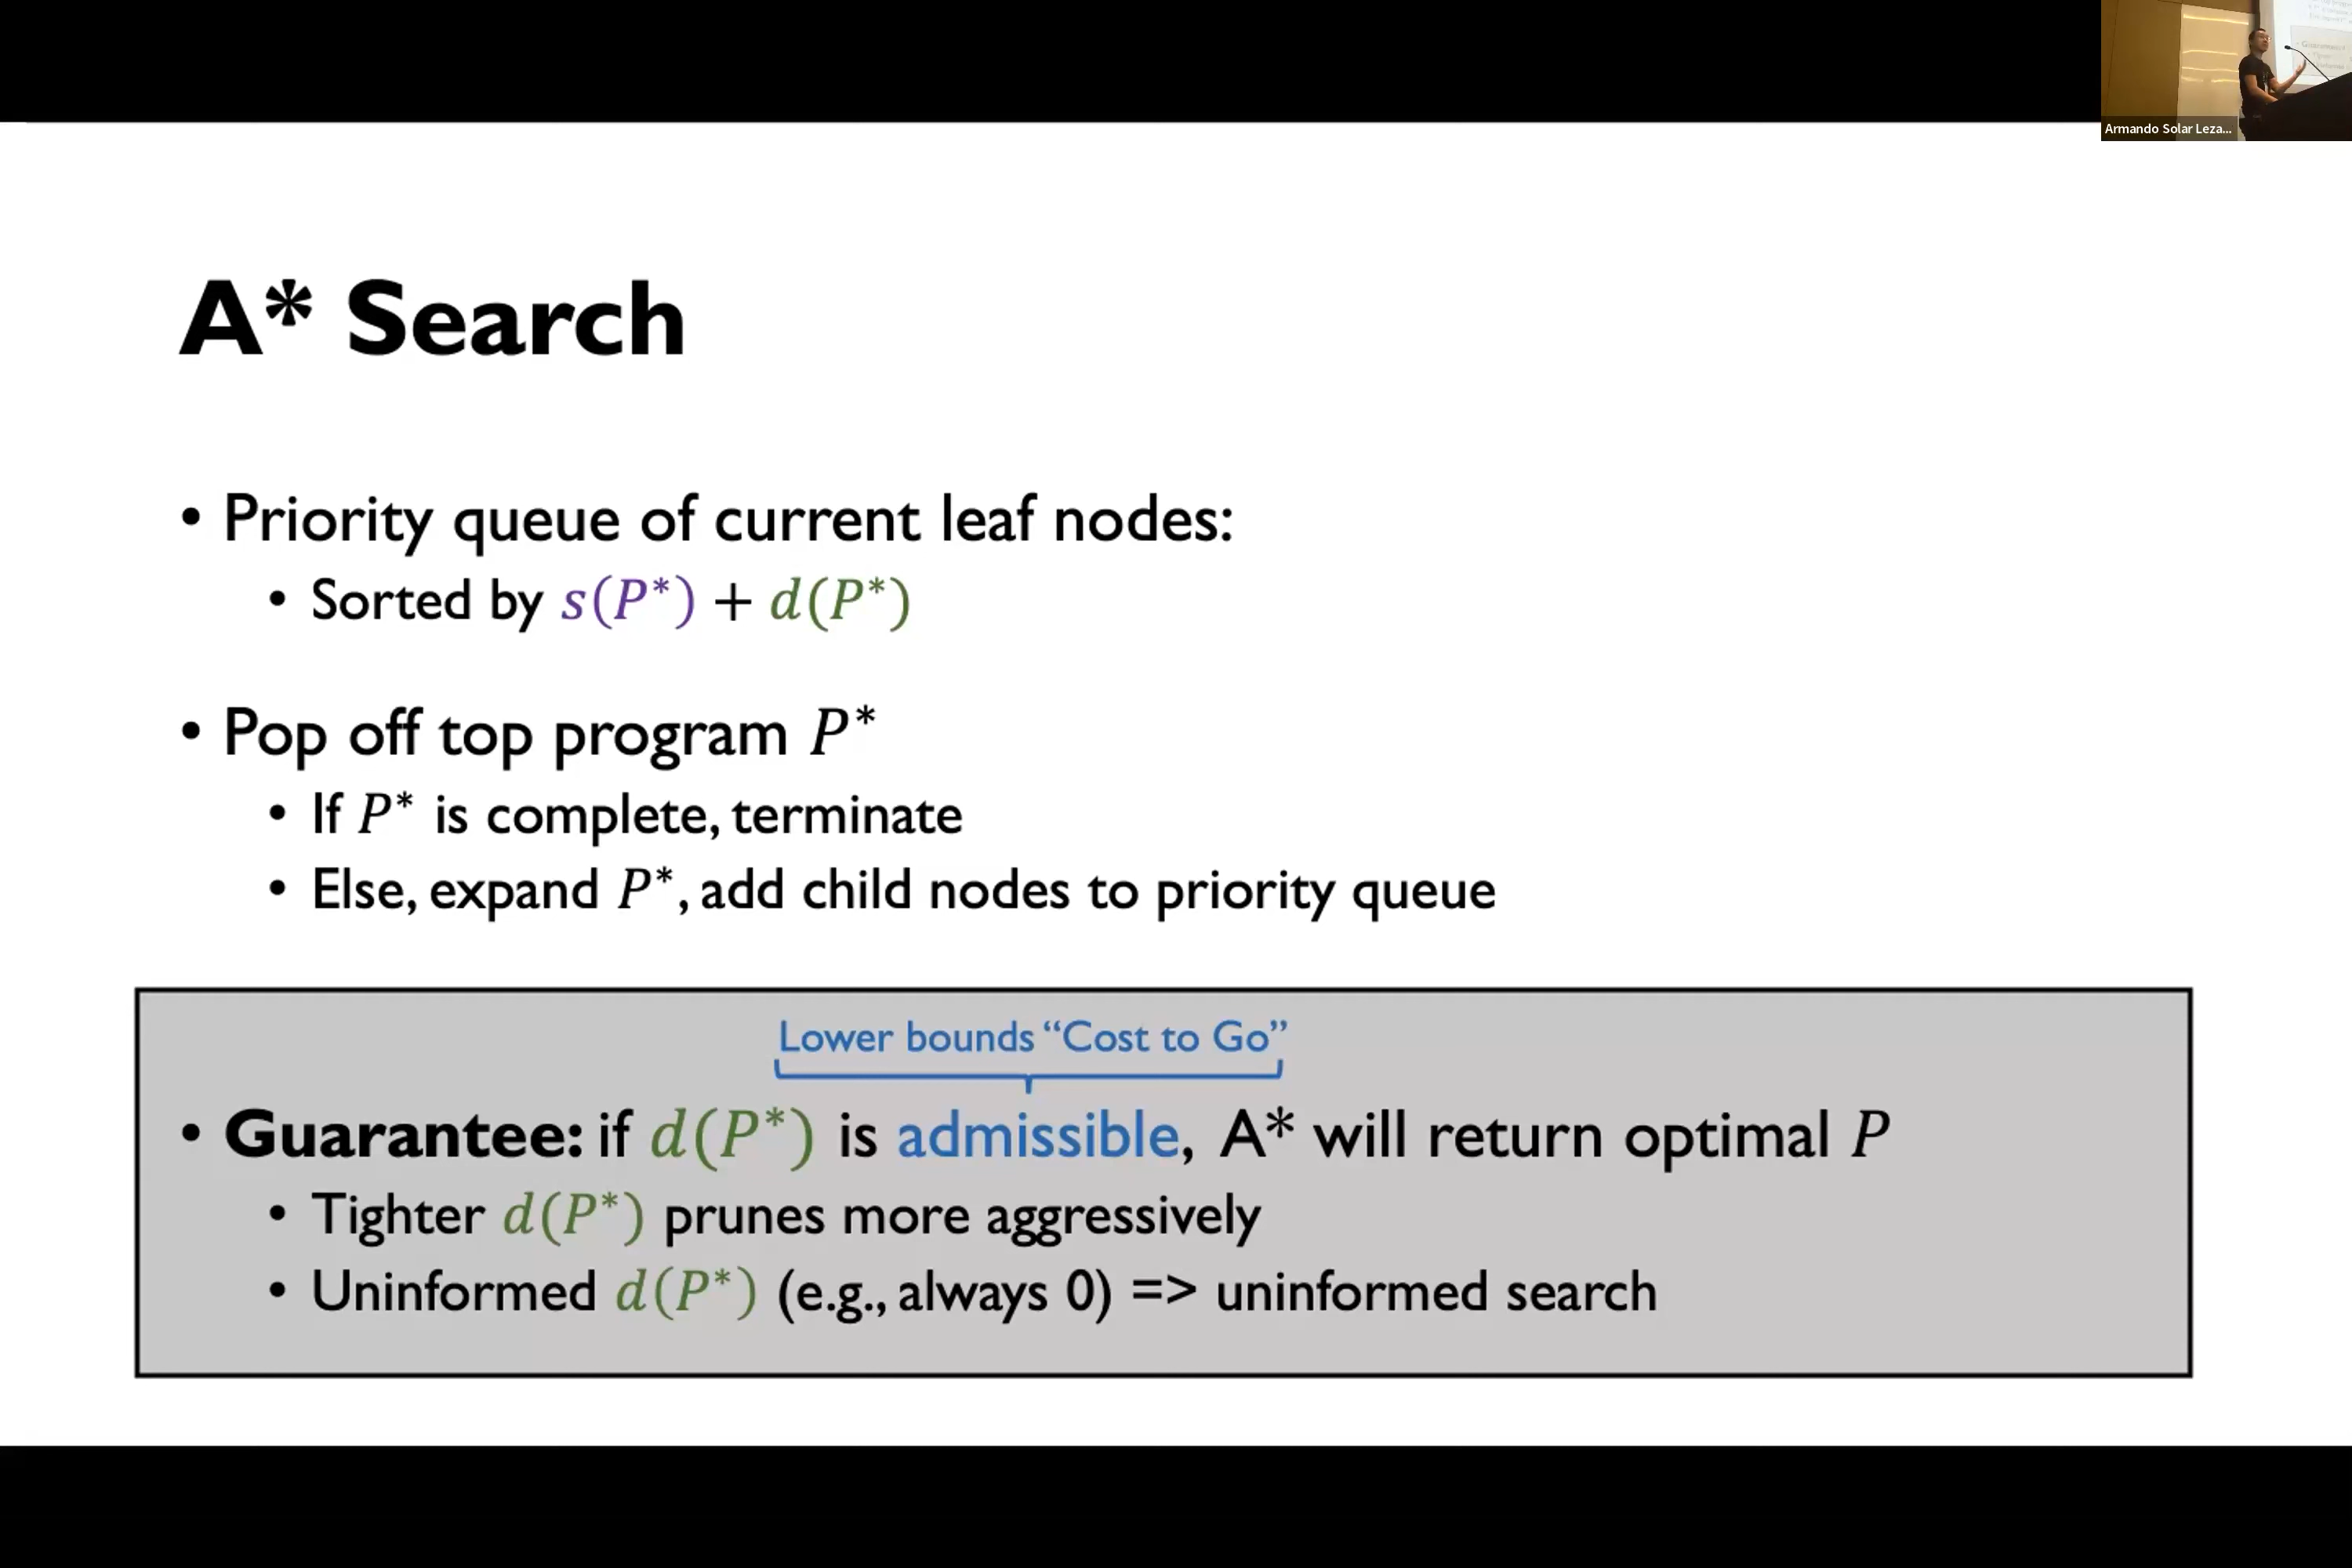 Armando Solar Leza...
A* Search
• Priority queue of current leaf nodes:
• Sorted by s(P*) + d(P*)
• Pop off top program P*
• If P* is complete, terminate
• Else, expand P*, add child nodes to priority queue
Lower bounds “Cost to Go”
• Guarantee: if d(P*) is admissible, A* will return optimal P
• Tighter d(P*) prunes more aggressively
• Uninformed d(P*) (e.g., always 0) => uninformed search